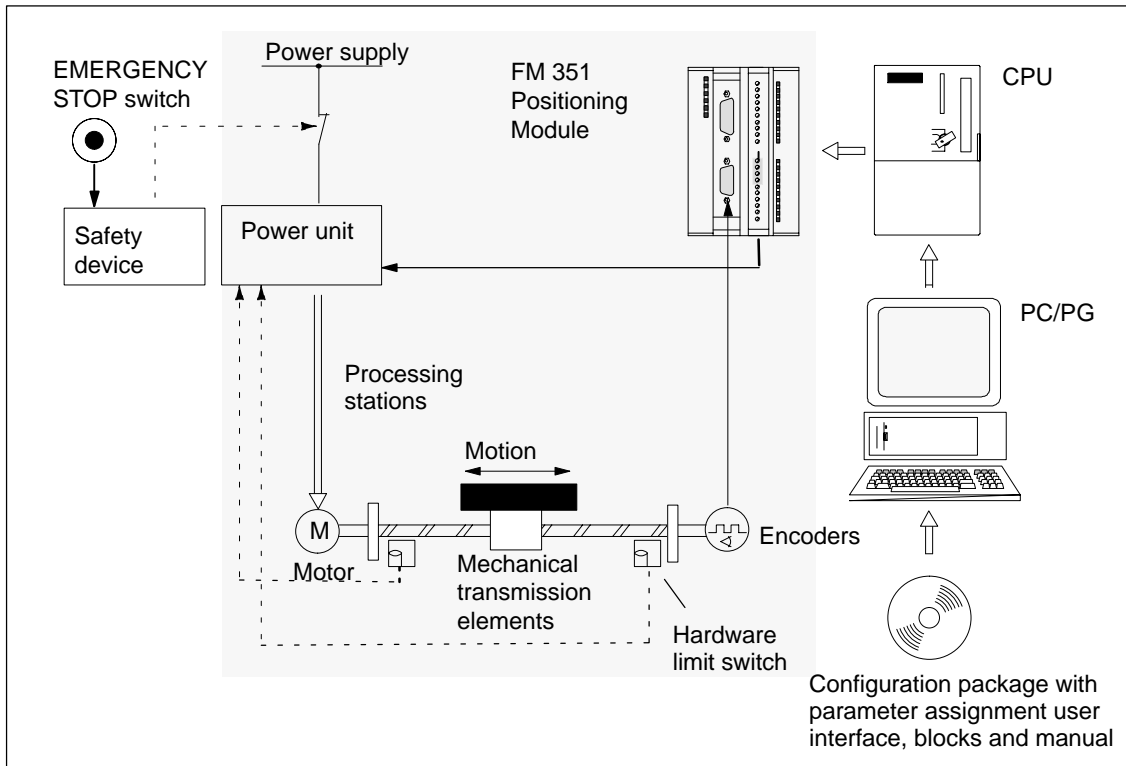 Power supply
EMERGENCY
STOP switch
FM 351
Positioning
Module
CPU
Safety
device
Power unit
PC/PG
Processing
stations
Motion
M
Motor
Encoders
Mechanical
transmission
elements
Hardware
limit switch
Configuration package with
parameter assignment user
interface, blocks and manual